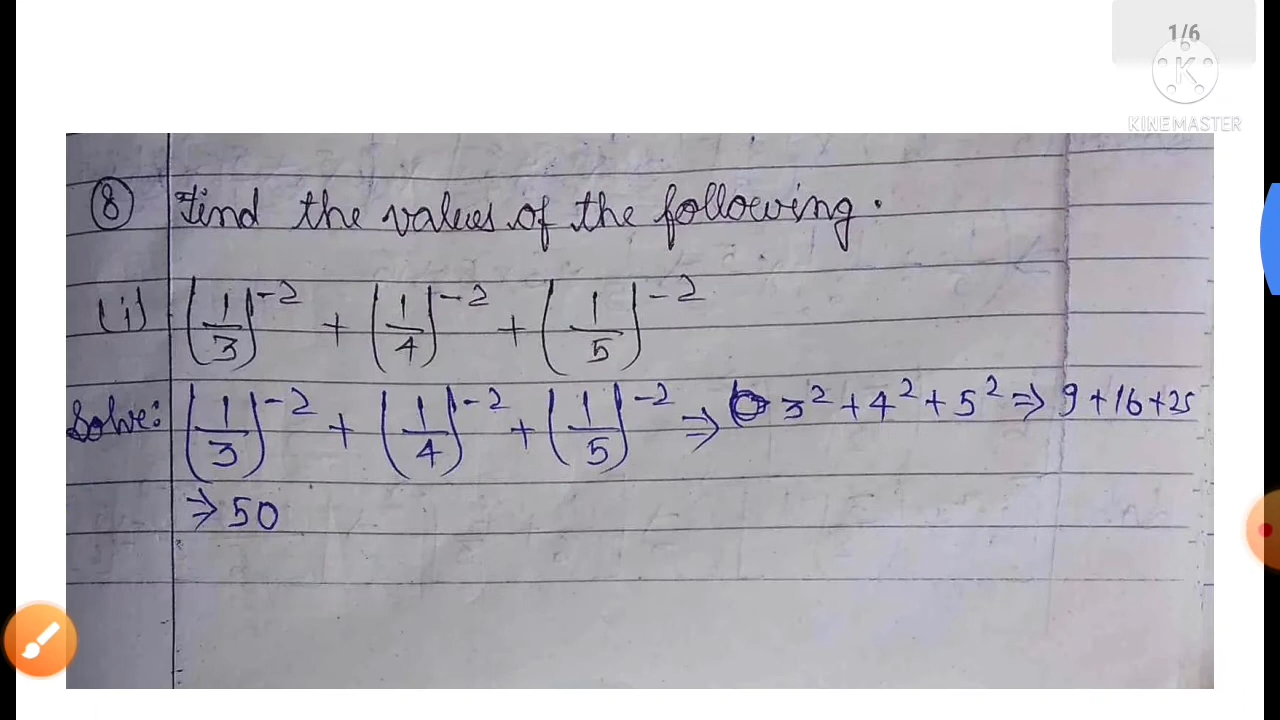 1/6
KINEMASTER
8 Find the values of the following.
(i) (1/3)^-2 + (1/4)^-2 + (1/5)^-2
Solve: (1/3)^-2 + (1/4)^-2 + (1/5)^-2 ⇒ 3^2 + 4^2 + 5^2 ⇒ 9 + 16 + 25
⇒ 50